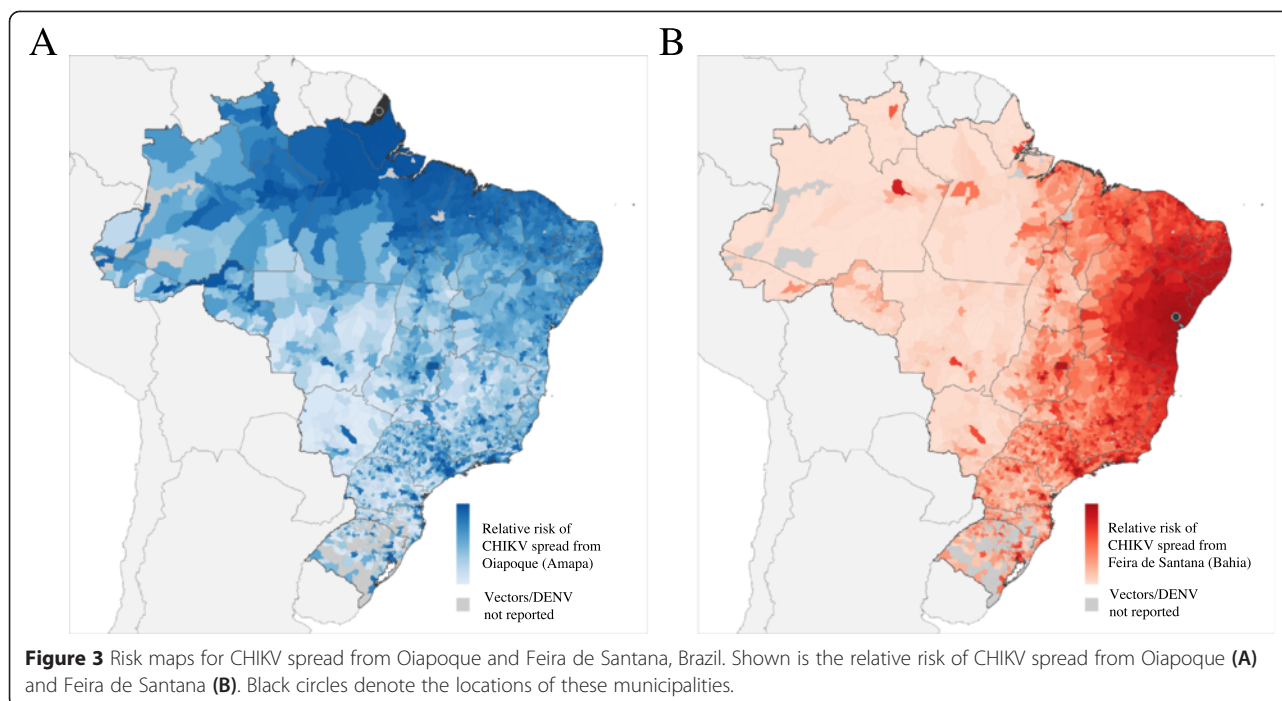 A
B
Relative risk of
CHIKV spread from
Oiapoque (Amapa)
Vectors/DENV
not reported
Relative risk of
CHIKV spread from
Feira de Santana (Bahia)
Vectors/DENV
not reported
Figure 3 Risk maps for CHIKV spread from Oiapoque and Feira de Santana, Brazil. Shown is the relative risk of CHIKV spread from Oiapoque (A)
and Feira de Santana (B). Black circles denote the locations of these municipalities.